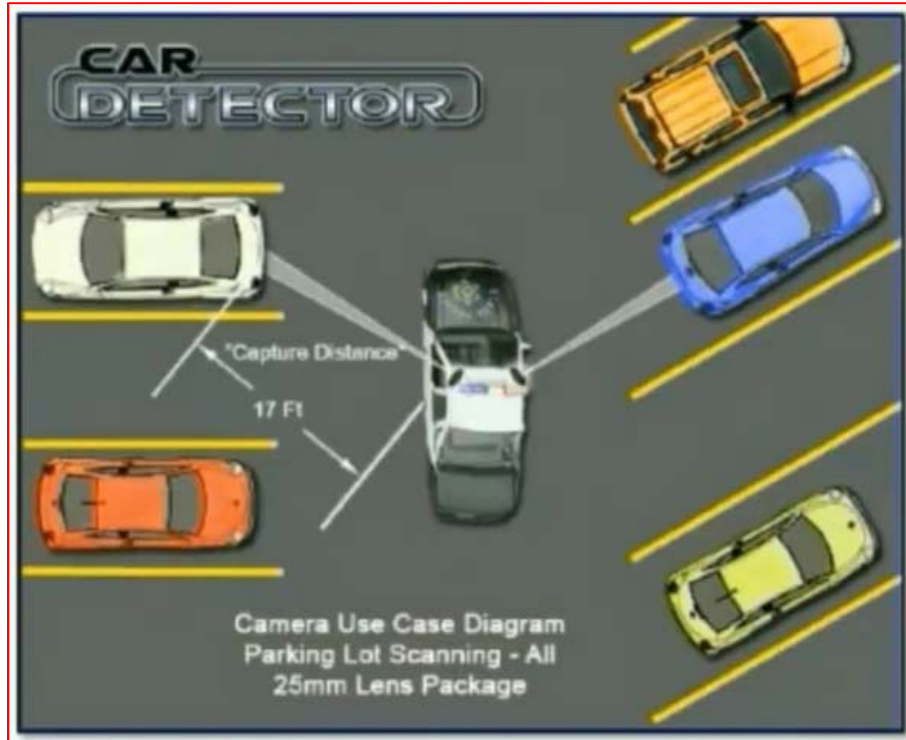 CAR
DETECTOR
"Capture Distance"
17 Ft
Camera Use Case Diagram
Parking Lot Scanning - All
25mm Lens Package